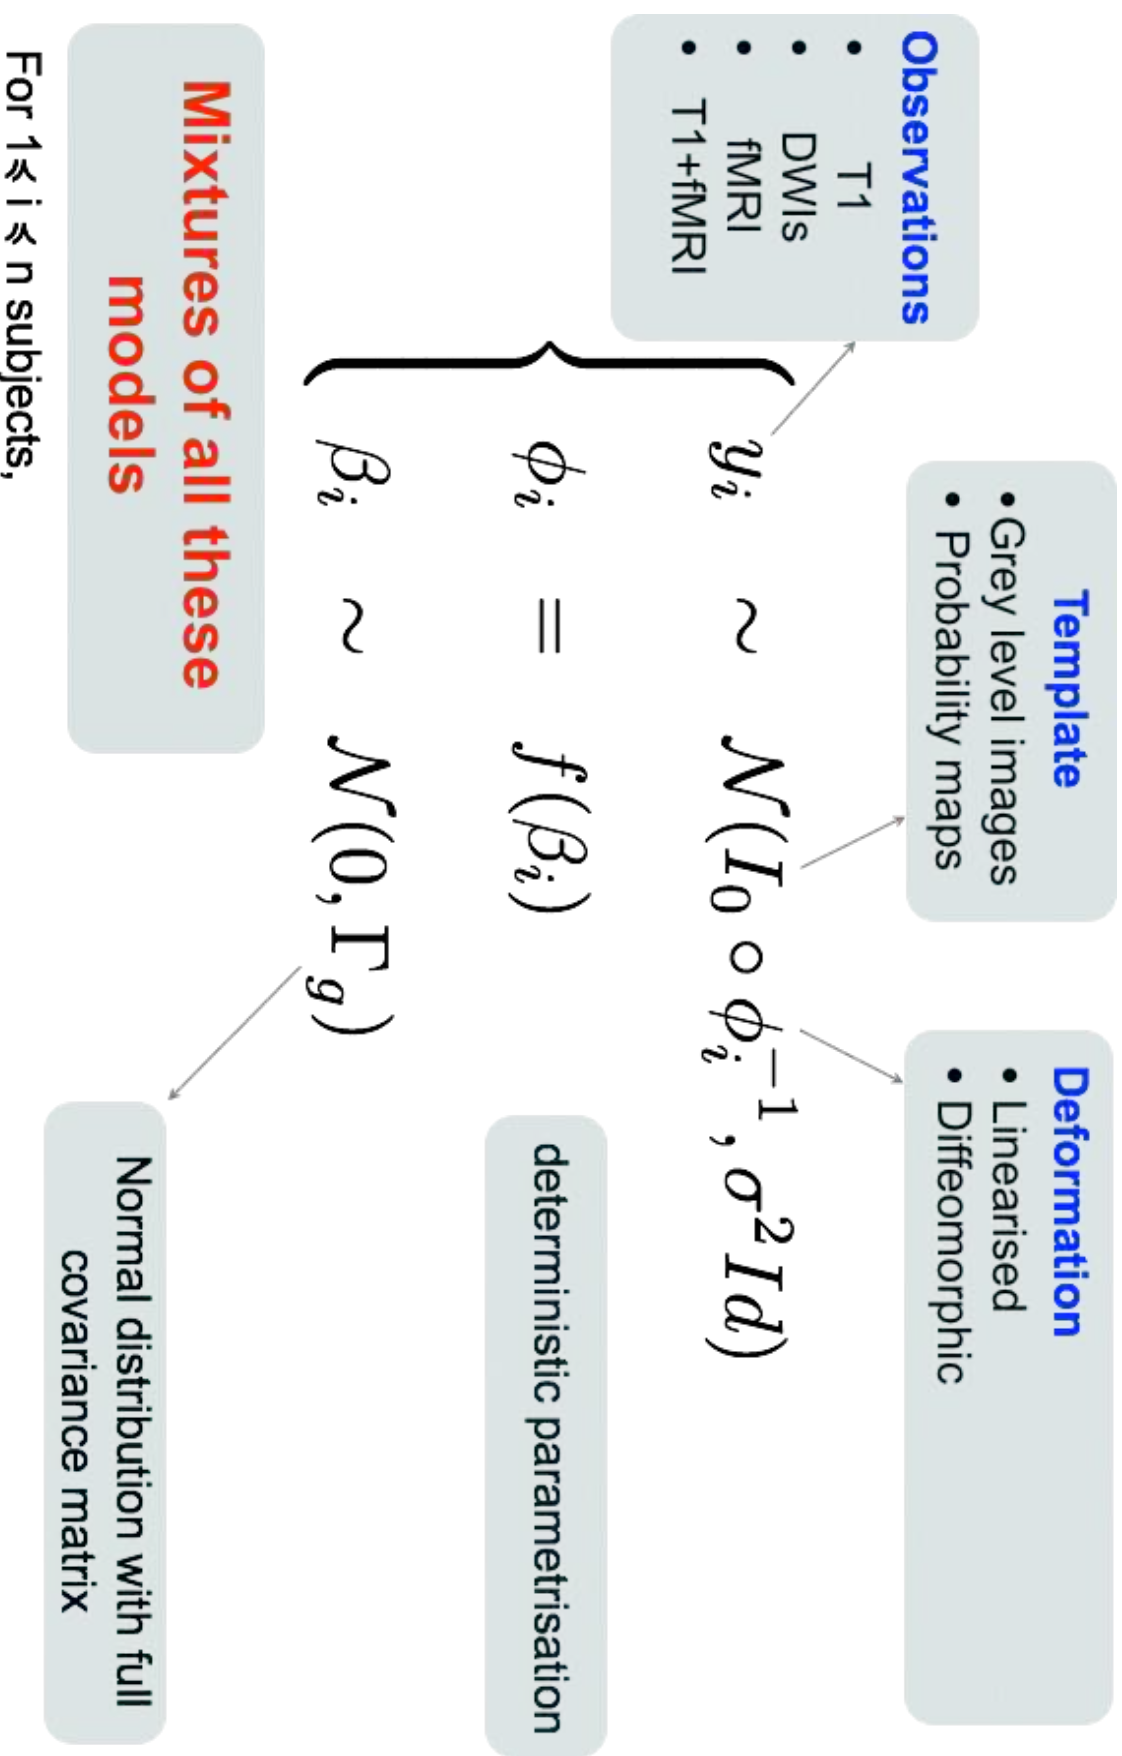 Template
• Grey level images
• Probability maps
Deformation
• Linearised
• Diffeomorphic
Observations
• T1
• DWIs
• fMRI
• T1+fMRI
y_i ∼ 𝒩(I_0 ∘ ϕ_i^{-1}, σ^2 Id)
ϕ_i = f(β_i)
deterministic parametrisation
β_i ∼ 𝒩(0, Γ_g)
Mixtures of all these
models
Normal distribution with full
covariance matrix
For 1⩽ i ⩽ n subjects,